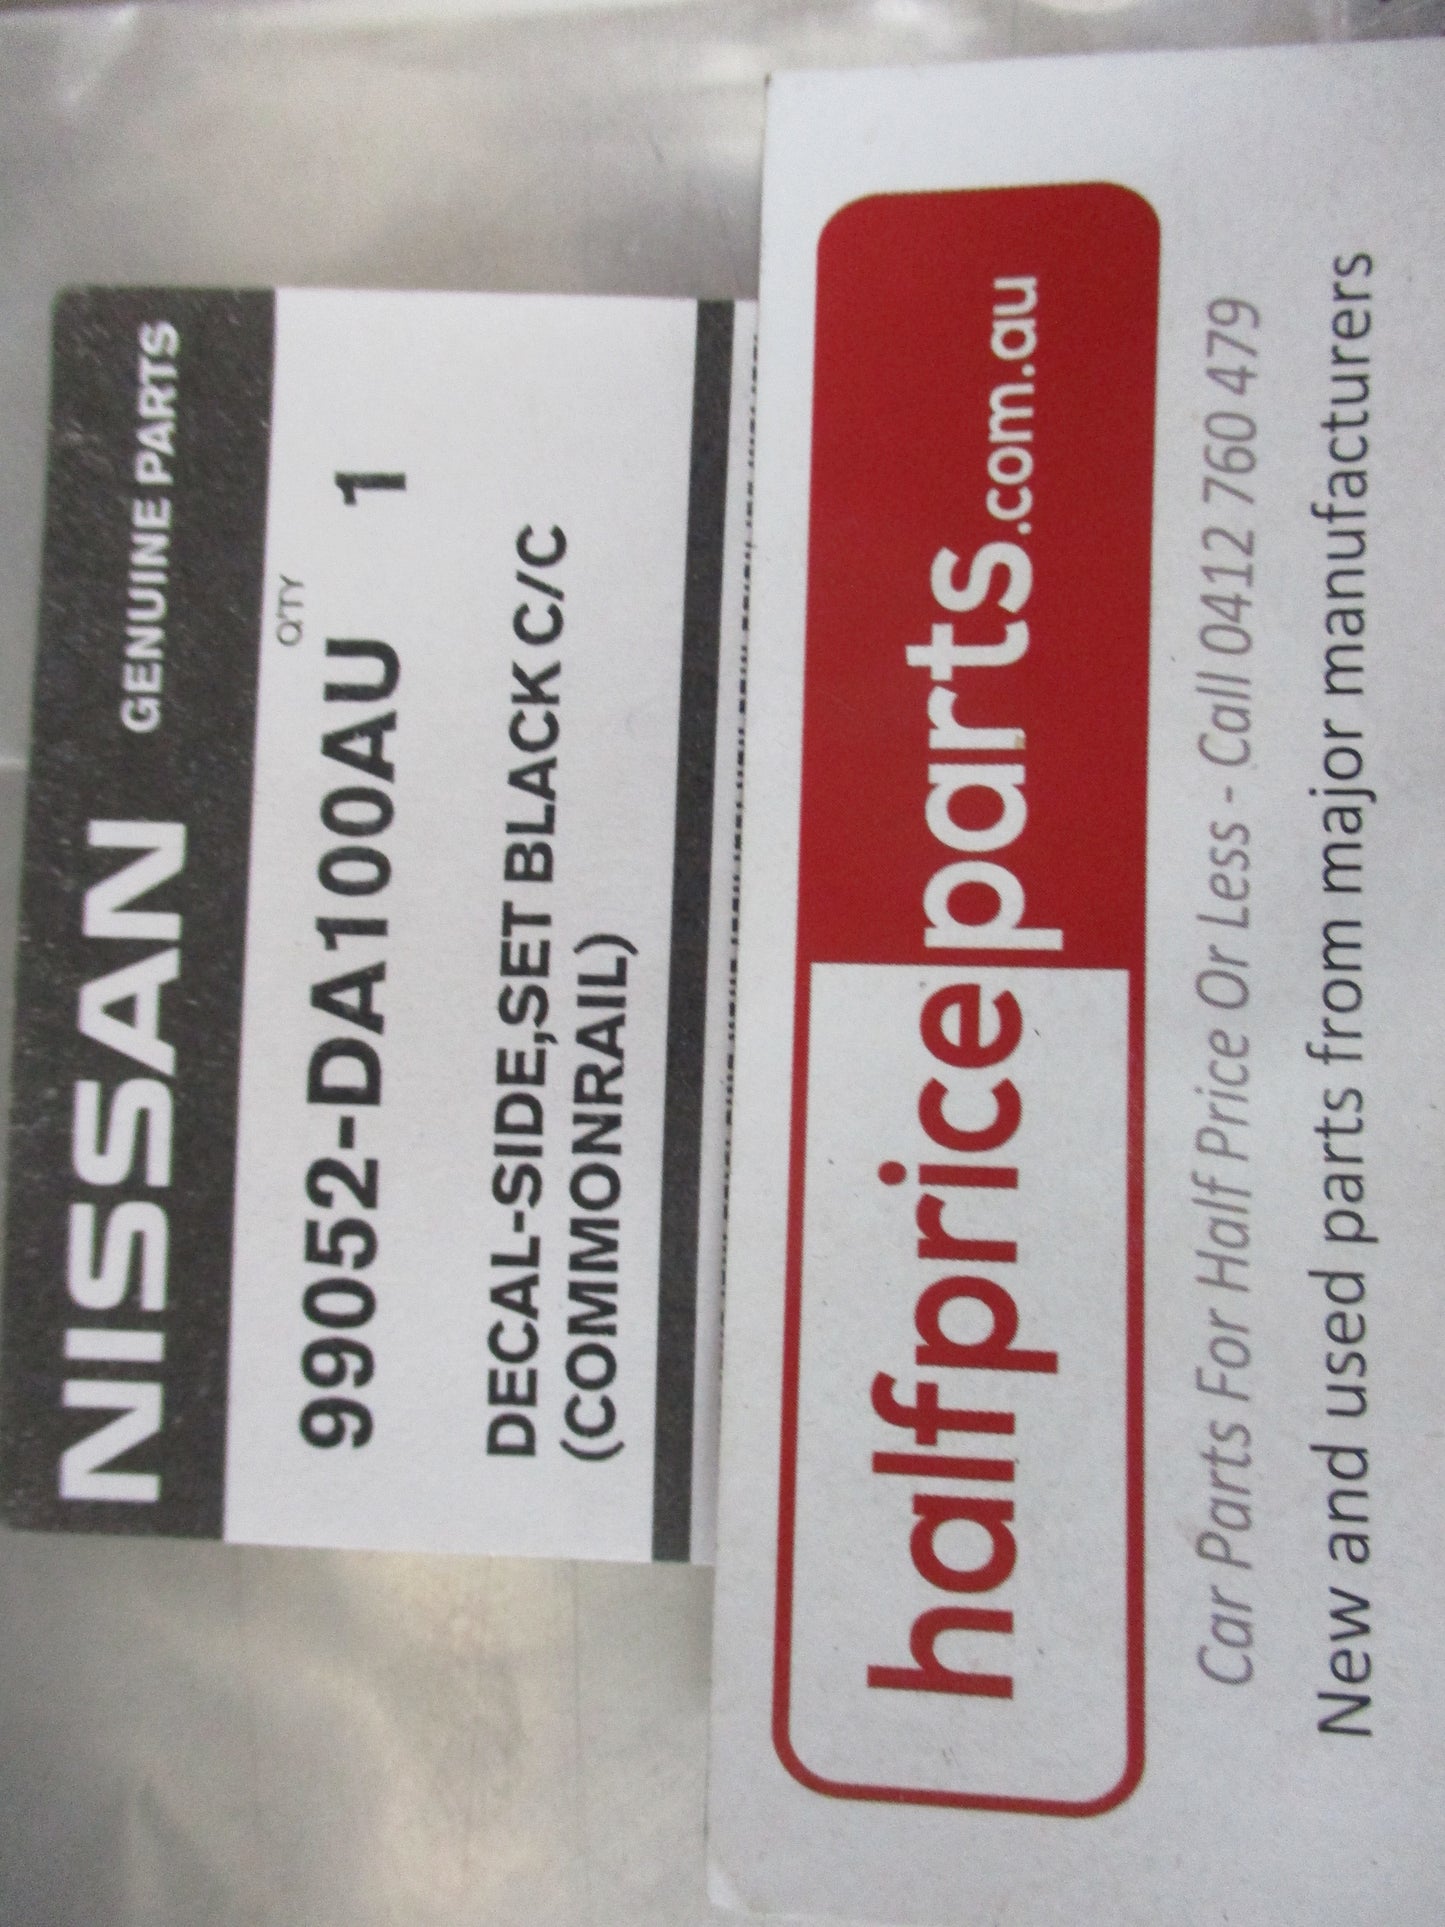 NISSAN GENUINE PARTS
Q'TY
99052-DA100AU 1
DECAL-SIDE,SET BLACK C/C
(COMMONRAIL)
halfpriceparts.com.au
Car Parts For Half Price Or Less - Call 0412 760 479
New and used parts from major manufacturers